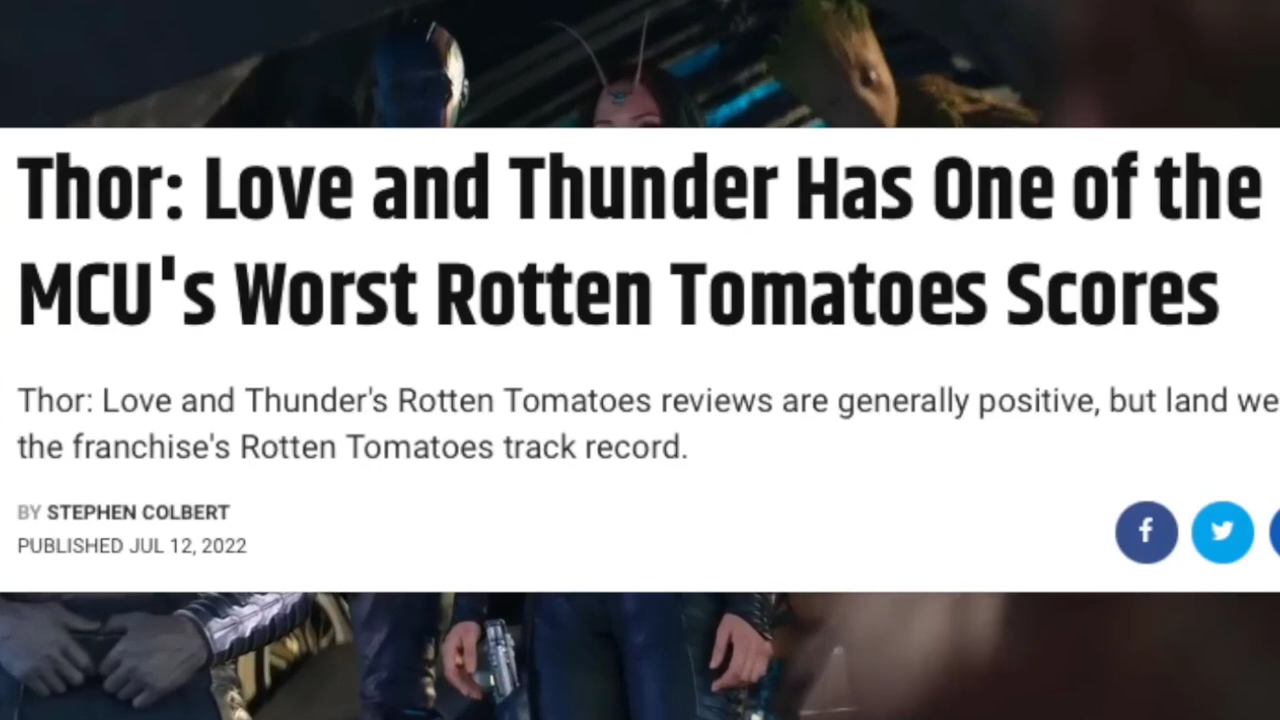 Thor: Love and Thunder Has One of the
MCU's Worst Rotten Tomatoes Scores
Thor: Love and Thunder's Rotten Tomatoes reviews are generally positive, but land we
the franchise's Rotten Tomatoes track record.
BY STEPHEN COLBERT
PUBLISHED JUL 12, 2022